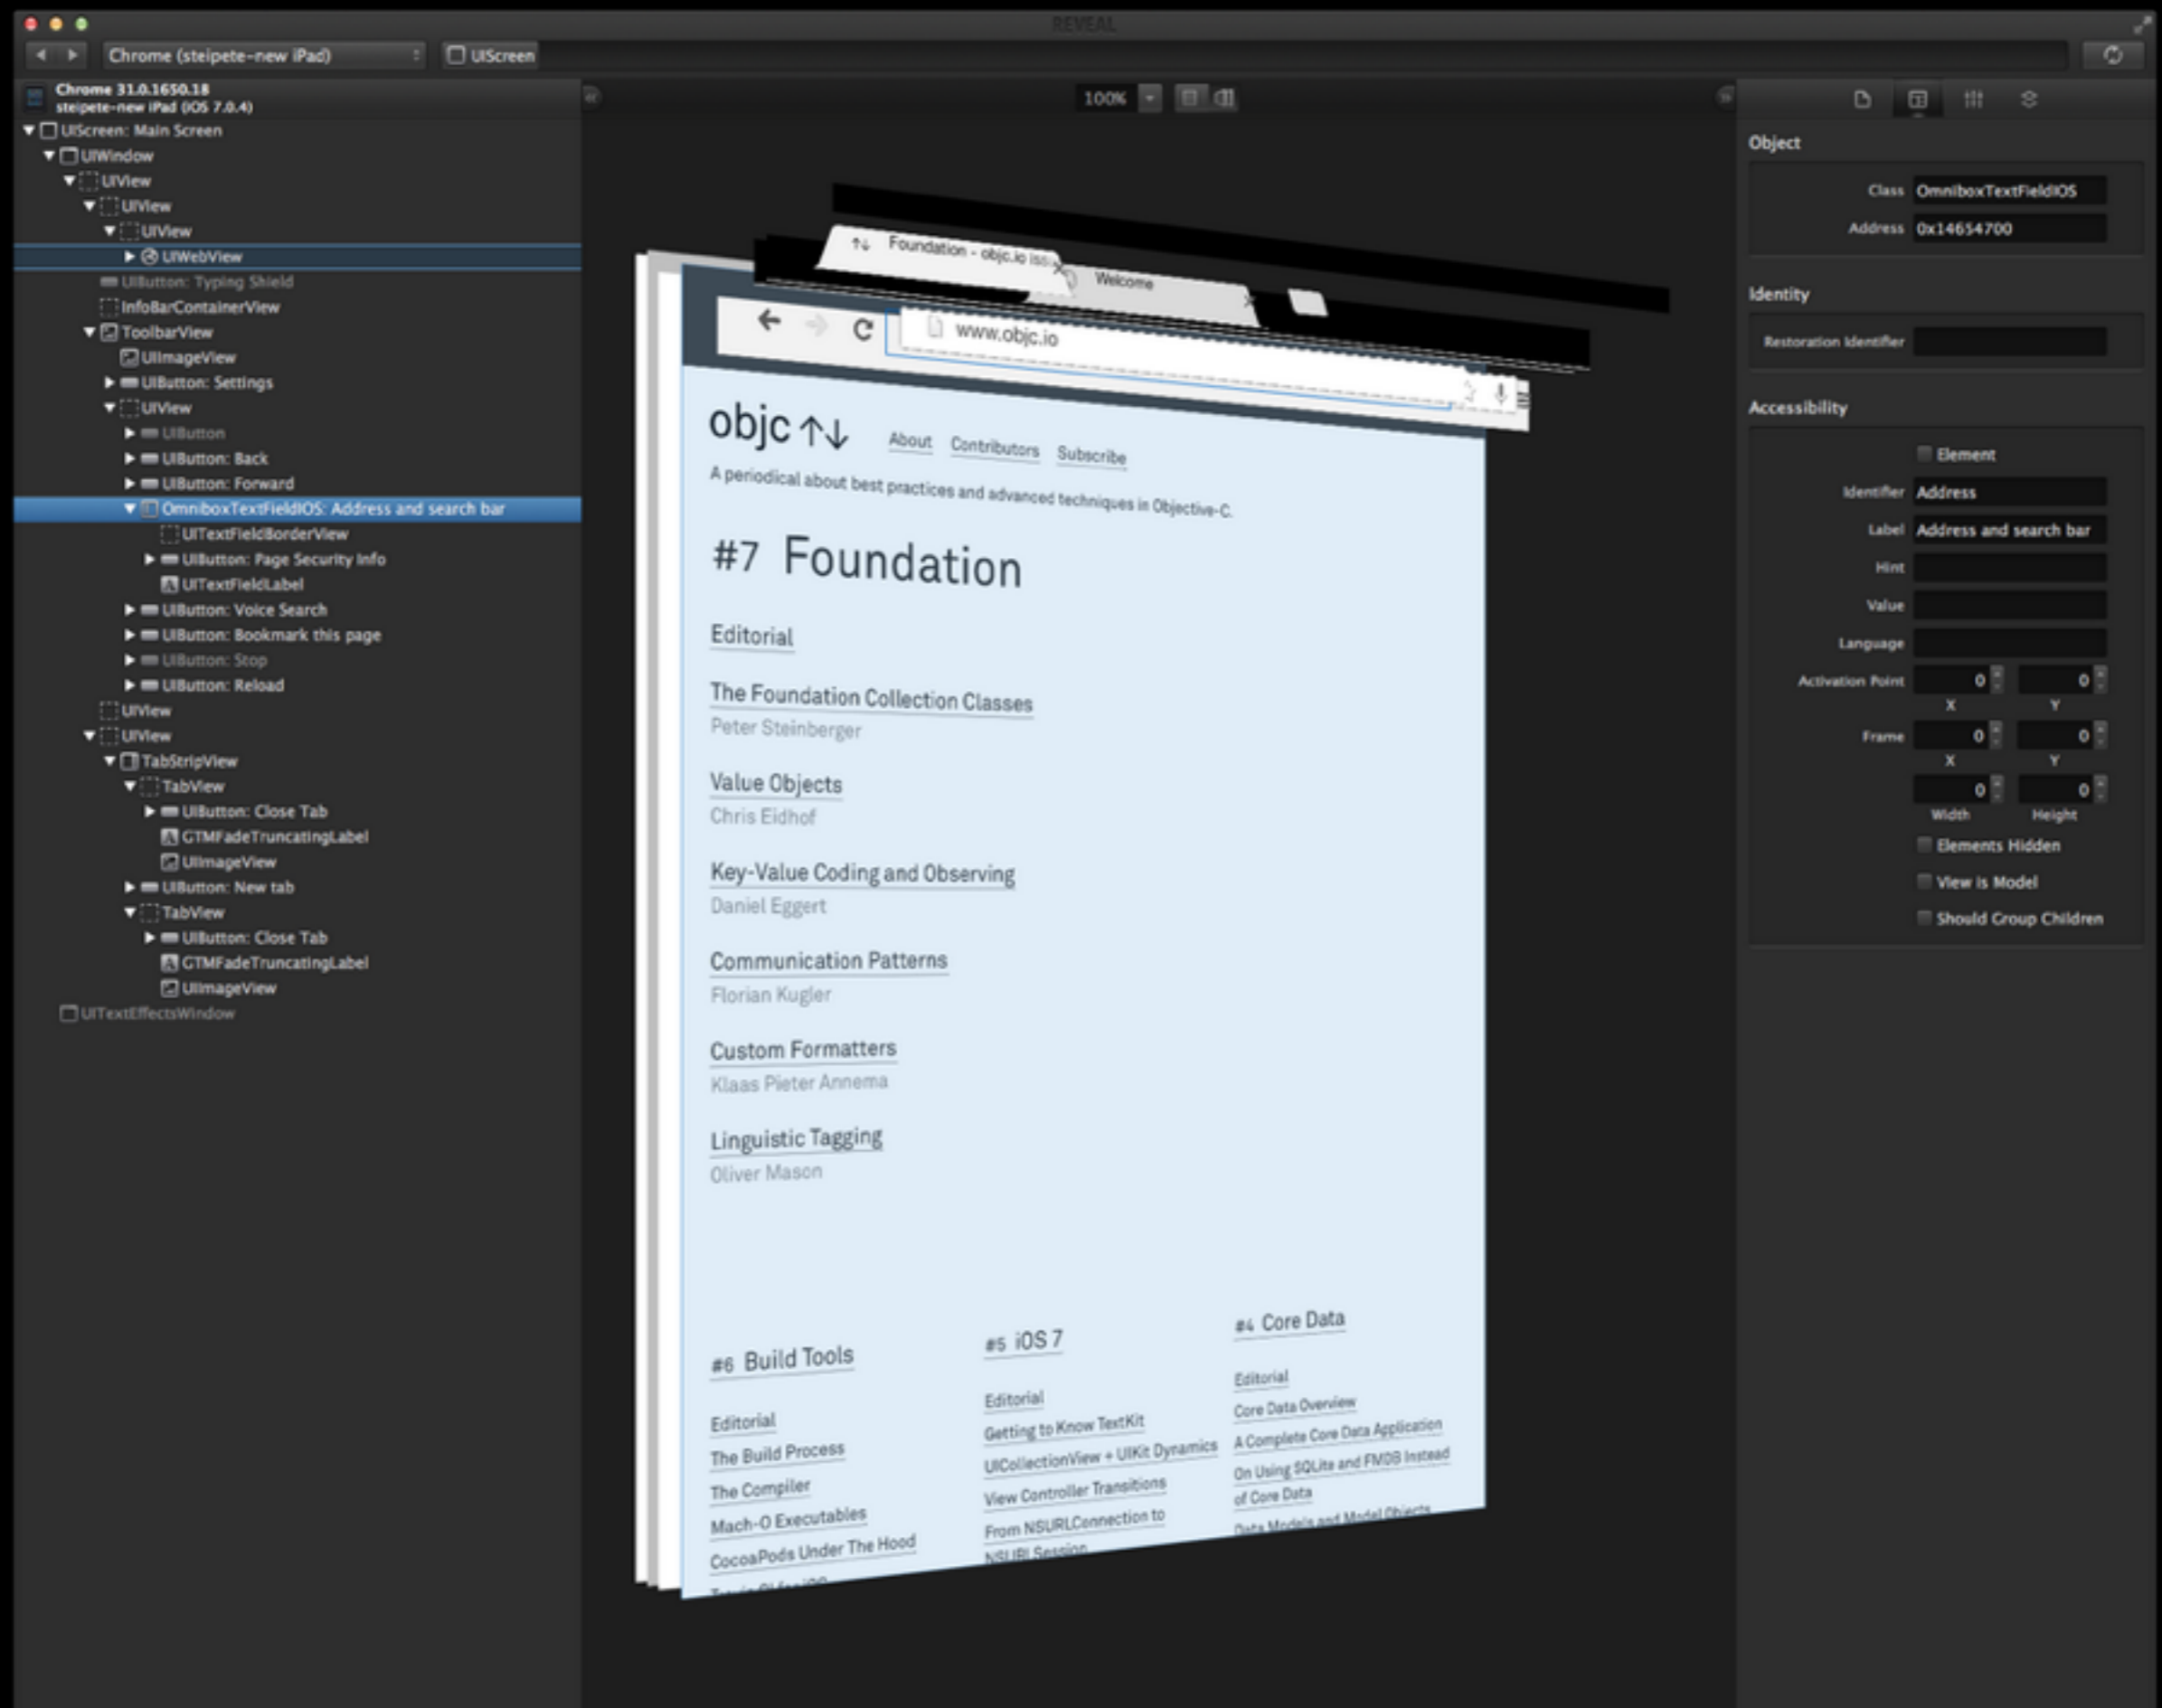 REVEAL
Chrome (steipete-new iPad)
UIScreen
Chrome 31.0.1650.18
steipete-new iPad (iOS 7.0.4)
UIScreen: Main Screen
UIWindow
UIView
UIView
UIView
UIWebView
UIButton: Typing Shield
InfoBarContainerView
ToolbarView
UIImageView
UIButton: Settings
UIView
UIButton
UIButton: Back
UIButton: Forward
OmniboxTextFieldIOS: Address and search bar
UITextFieldBorderView
UIButton: Page Security Info
UITextFieldLabel
UIButton: Voice Search
UIButton: Bookmark this page
UIButton: Stop
UIButton: Reload
UIView
UIView
TabStripView
TabView
UIButton: Close Tab
GTMFadeTruncatingLabel
UIImageView
UIButton: New tab
TabView
UIButton: Close Tab
GTMFadeTruncatingLabel
UIImageView
UITextEffectsWindow
100%
Foundation - objc.io iss
Welcome
www.objc.io
objc ↑↓
About Contributors Subscribe
A periodical about best practices and advanced techniques in Objective-C.
#7 Foundation
Editorial
The Foundation Collection Classes
Peter Steinberger
Value Objects
Chris Eidhof
Key-Value Coding and Observing
Daniel Eggert
Communication Patterns
Florian Kugler
Custom Formatters
Klaas Pieter Annema
Linguistic Tagging
Oliver Mason
#6 Build Tools
Editorial
The Build Process
The Compiler
Mach-O Executables
CocoaPods Under The Hood
#5 iOS 7
Editorial
Getting to Know TextKit
UICollectionView + UIKit Dynamics
View Controller Transitions
From NSURLConnection to
NSURLSession
#4 Core Data
Editorial
Core Data Overview
A Complete Core Data Application
On Using SQLite and FMDB Instead
of Core Data
Data Models and Model Objects
Object
Class OmniboxTextFieldIOS
Address 0x14654700
Identity
Restoration Identifier
Accessibility
Element
Identifier Address
Label Address and search bar
Hint
Value
Language
Activation Point 0 0
X Y
Frame 0 0
X Y
0 0
Width Height
Elements Hidden
View is Model
Should Group Children